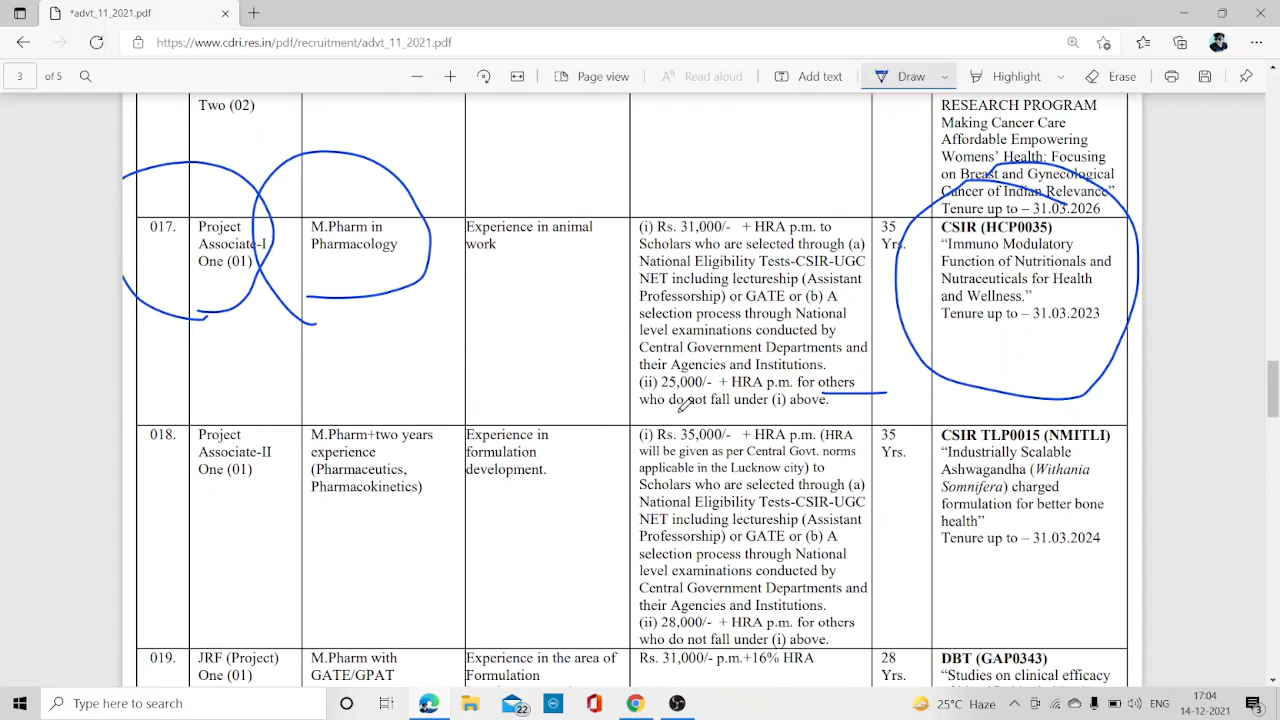 *advt_11_2021.pdf
https://www.cdri.res.in/pdf/recruitment/advt_11_2021.pdf
3 of 5
Page view
Read aloud
Add text
Draw
Highlight
Erase
Two (02)
RESEARCH PROGRAM
Making Cancer Care
Affordable Empowering
Womens' Health: Focusing
on Breast and Gynecological
Cancer of Indian Relevance"
Tenure up to – 31.03.2026
017.
Project
Associate-I
One (01)
M.Pharm in
Pharmacology
Experience in animal
work
(i) Rs. 31,000/- + HRA p.m. to
Scholars who are selected through (a)
National Eligibility Tests-CSIR-UGC
NET including lectureship (Assistant
Professorship) or GATE or (b) A
selection process through National
level examinations conducted by
Central Government Departments and
their Agencies and Institutions.
(ii) 25,000/- + HRA p.m. for others
who do not fall under (i) above.
35
Yrs.
CSIR (HCP0035)
"Immuno Modulatory
Function of Nutritionals and
Nutraceuticals for Health
and Wellness."
Tenure up to – 31.03.2023
018.
Project
Associate-II
One (01)
M.Pharm+two years
experience
(Pharmaceutics,
Pharmacokinetics)
Experience in
formulation
development.
(i) Rs. 35,000/- + HRA p.m. (HRA
will be given as per Central Govt. norms
applicable in the Lucknow city) to
Scholars who are selected through (a)
National Eligibility Tests-CSIR-UGC
NET including lectureship (Assistant
Professorship) or GATE or (b) A
selection process through National
level examinations conducted by
Central Government Departments and
their Agencies and Institutions.
(ii) 28,000/- + HRA p.m. for others
who do not fall under (i) above.
35
Yrs.
CSIR TLP0015 (NMITLI)
"Industrially Scalable
Ashwagandha (Withania
Somnifera) charged
formulation for better bone
health"
Tenure up to – 31.03.2024
019.
JRF (Project)
One (01)
M.Pharm with
GATE/GPAT
Experience in the area of
Formulation
Rs. 31,000/- p.m.+16% HRA
28
Yrs.
DBT (GAP0343)
"Studies on clinical efficacy
Type here to search
22
25°C Haze
17:04
14-12-2021
3